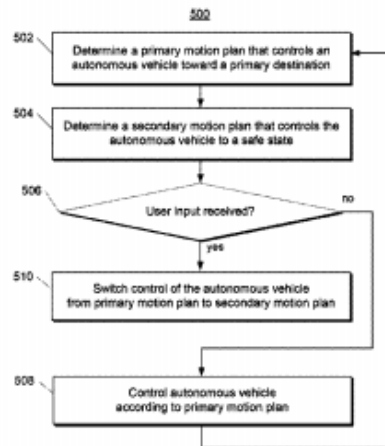 500
502
Determine a primary motion plan that controls an
autonomous vehicle toward a primary destination
504
Determine a secondary motion plan that controls the
autonomous vehicle to a safe state
506
User Input received?
no
yes
510
Switch control of the autonomous vehicle
from primary motion plan to secondary motion plan
508
Control autonomous vehicle
according to primary motion plan